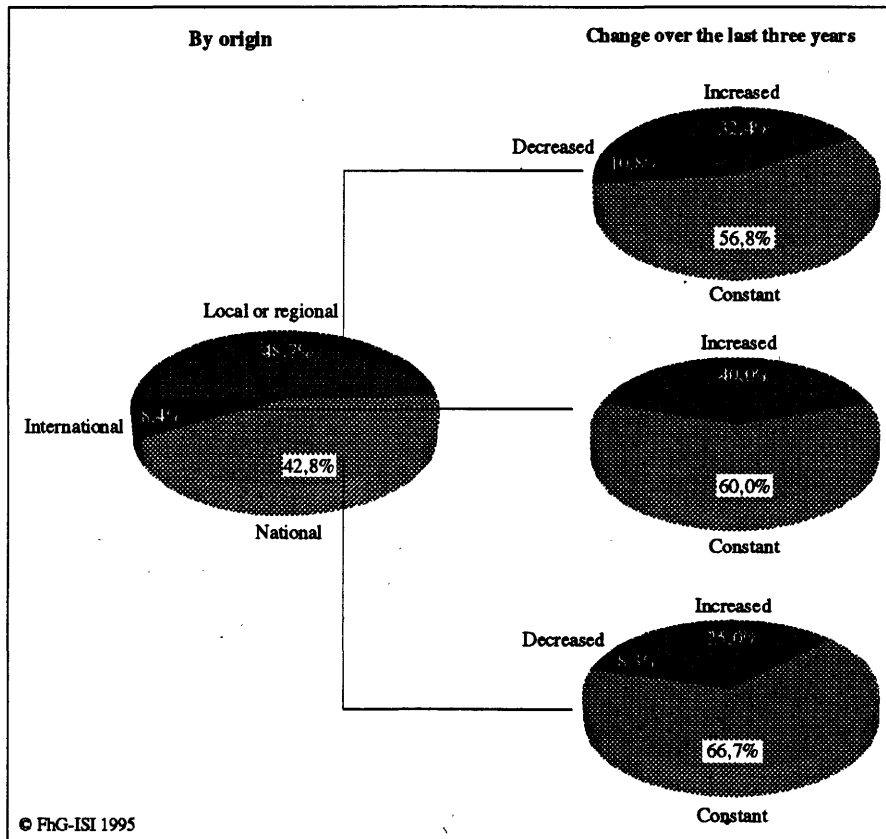 By origin
Change over the last three years
Increased
32,4%
Decreased
10,8%
56,8%
Constant
Local or regional
48,7%
International
8,4%
42,8%
National
Increased
40,0%
60,0%
Constant
Increased
25,0%
Decreased
8,3%
66,7%
Constant
© FhG-ISI 1995